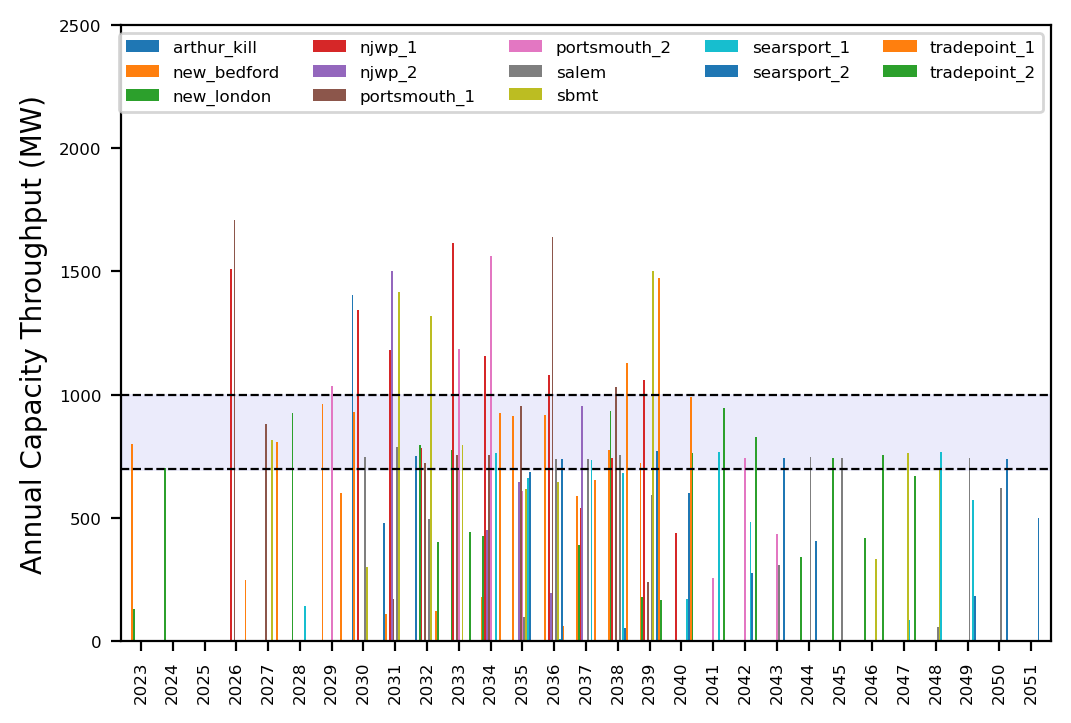 2500
2000
1500
1000
500
0
Annual Capacity Throughput (MW)
arthur_kill
new_bedford
new_london
njwp_1
njwp_2
portsmouth_1
portsmouth_2
salem
sbmt
searsport_1
searsport_2
tradepoint_1
tradepoint_2
2023
2024
2025
2026
2027
2028
2029
2030
2031
2032
2033
2034
2035
2036
2037
2038
2039
2040
2041
2042
2043
2044
2045
2046
2047
2048
2049
2050
2051